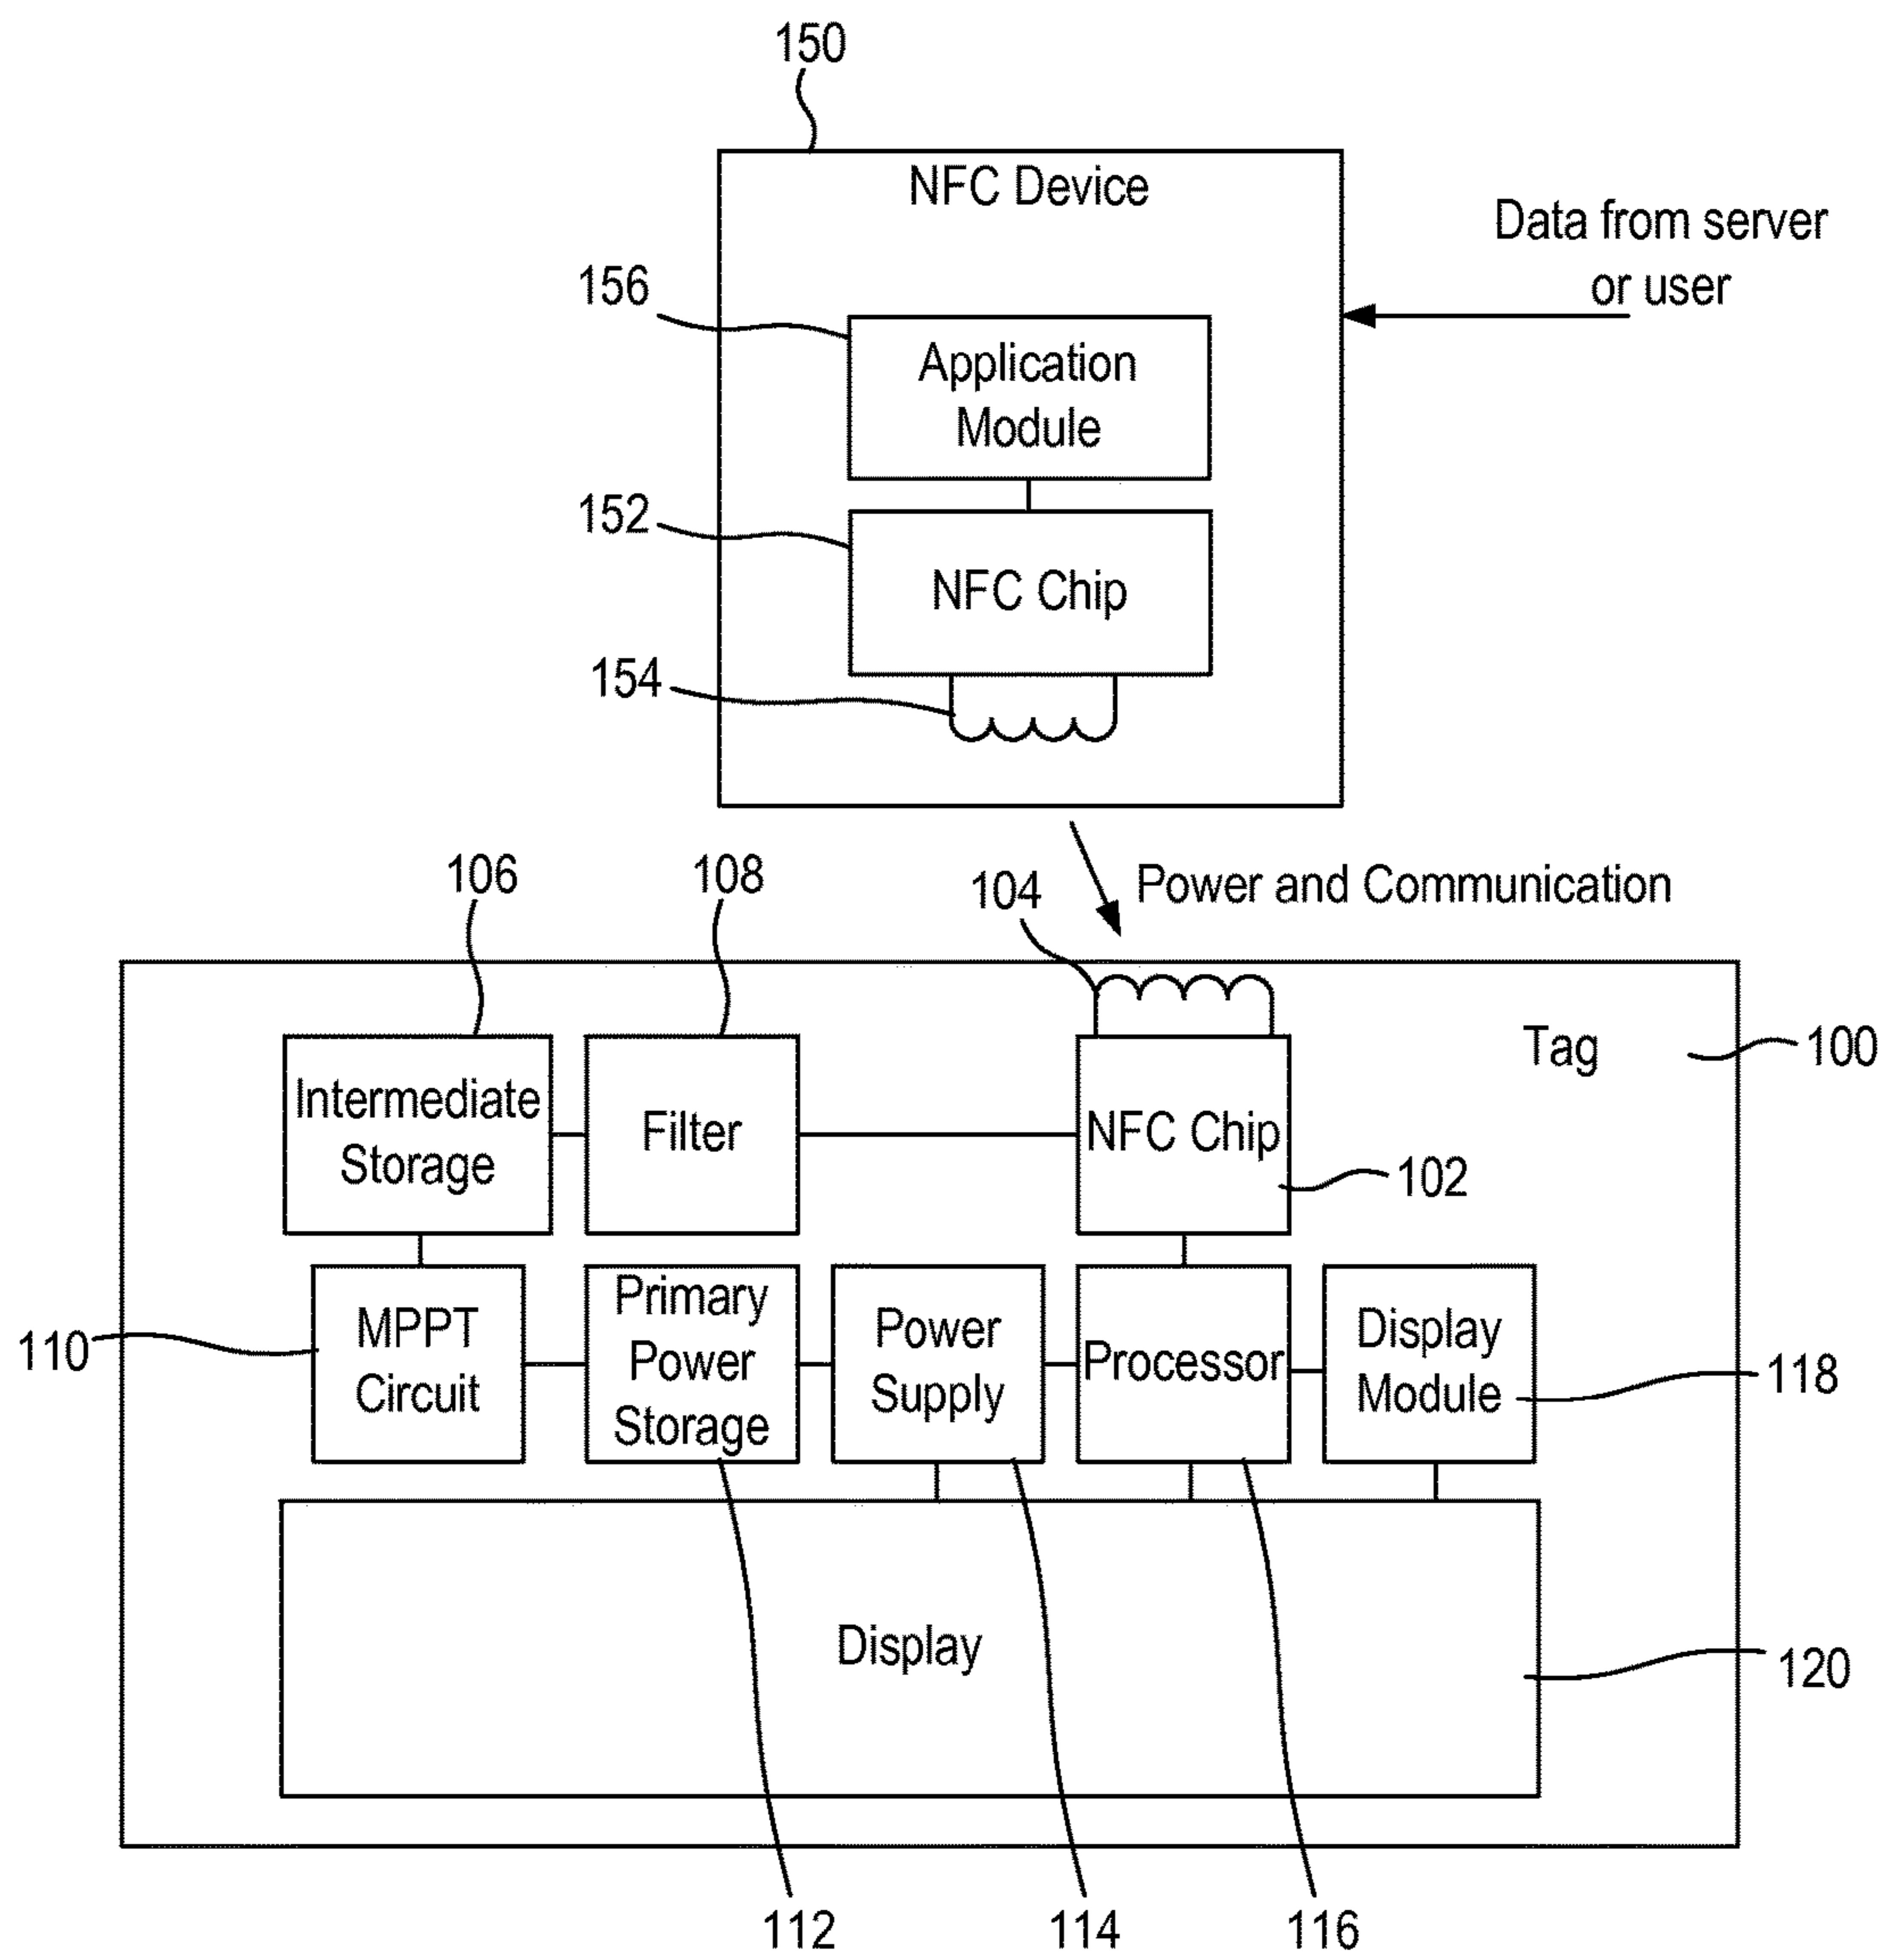 150
NFC Device
Data from server
or user
156
Application
Module
152
NFC Chip
154
106
108
104
Power and Communication
Tag
100
Intermediate
Storage
Filter
NFC Chip
102
110
MPPT
Circuit
Primary
Power
Storage
Power
Supply
Processor
Display
Module
118
Display
120
112
114
116